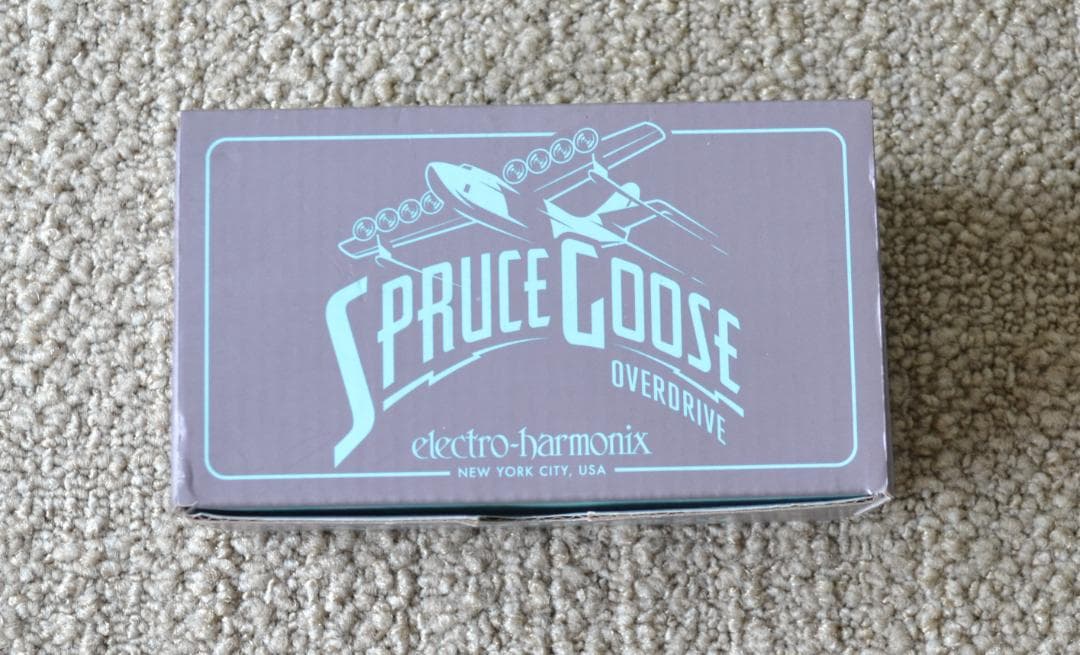 SPRUCE GOOSE
OVERDRIVE
electro-harmonix
NEW YORK CITY, USA